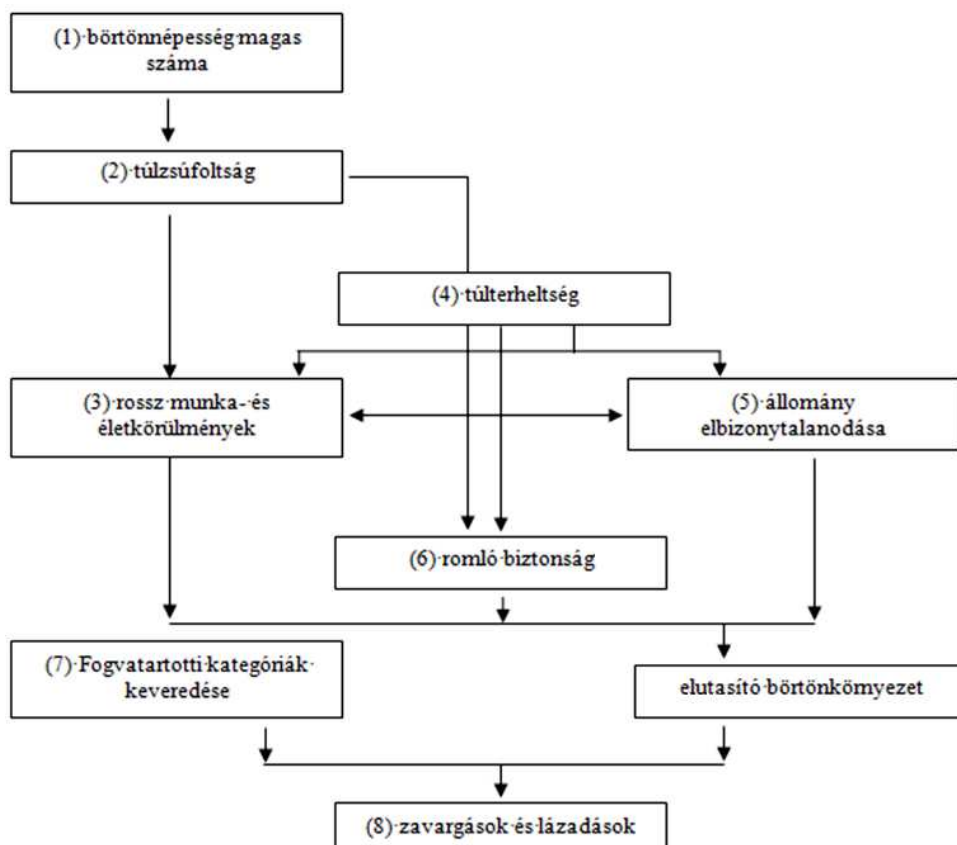 (1) börtönnépesség magas
száma
(2) túlzsúfoltság
(4) túlterheltség
(3) rossz munka- és
életkörülmények
(5) állomány
elbizonytalanodása
(6) romló biztonság
(7) Fogvatartotti kategóriák
keveredése
elutasító börtönkörnyezet
(8) zavargások és lázadások